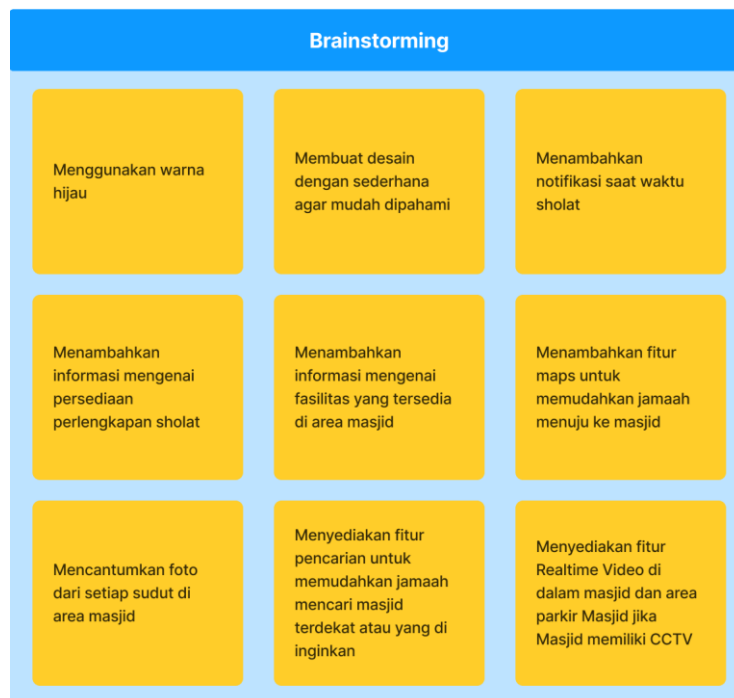 Brainstorming
Menggunakan warna
hijau
Membuat desain
dengan sederhana
agar mudah dipahami
Menambahkan
notifikasi saat waktu
sholat
Menambahkan
informasi mengenai
persediaan
perlengkapan sholat
Menambahkan
informasi mengenai
fasilitas yang tersedia
di area masjid
Menambahkan fitur
maps untuk
memudahkan jamaah
menuju ke masjid
Mencantumkan foto
dari setiap sudut di
area masjid
Menyediakan fitur
pencarian untuk
memudahkan jamaah
mencari masjid
terdekat atau yang di
inginkan
Menyediakan fitur
Realtime Video di
dalam masjid dan area
parkir Masjid jika
Masjid memiliki CCTV